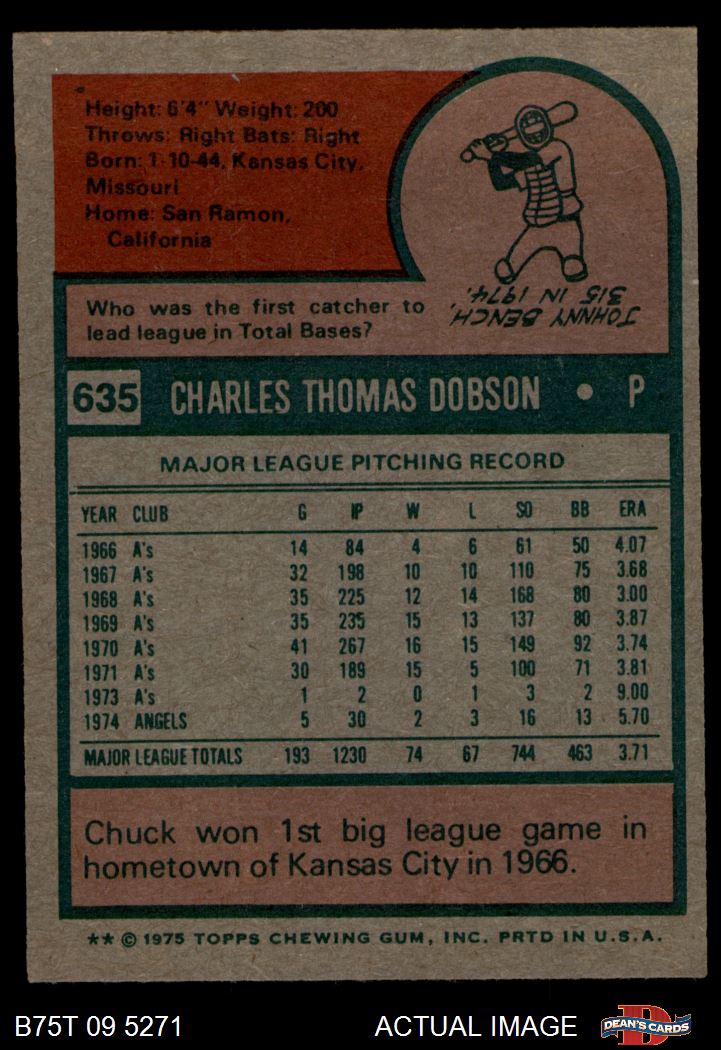 Height: 6'4" Weight: 200
Throws: Right Bats: Right
Born: 1-10-44, Kansas City,
Missouri
Home: San Ramon,
California
Who was the first catcher to
lead league in Total Bases?
JOHNNY BENCH,
315 IN 1974.
635 CHARLES THOMAS DOBSON • P
MAJOR LEAGUE PITCHING RECORD
YEAR CLUB G IP W L SO BB ERA
1966 A's 14 84 4 6 61 50 4.07
1967 A's 32 198 10 10 110 75 3.68
1968 A's 35 225 12 14 168 80 3.00
1969 A's 35 235 15 13 137 80 3.87
1970 A's 41 267 16 15 149 92 3.74
1971 A's 30 189 15 5 100 71 3.81
1973 A's 1 2 0 1 3 2 9.00
1974 ANGELS 5 30 2 3 16 13 5.70
MAJOR LEAGUE TOTALS 193 1230 74 67 744 463 3.71
Chuck won 1st big league game in
hometown of Kansas City in 1966.
** © 1975 TOPPS CHEWING GUM, INC. PRTD IN U.S.A.
B75T 09 5271 ACTUAL IMAGE D DEAN'S CARDS